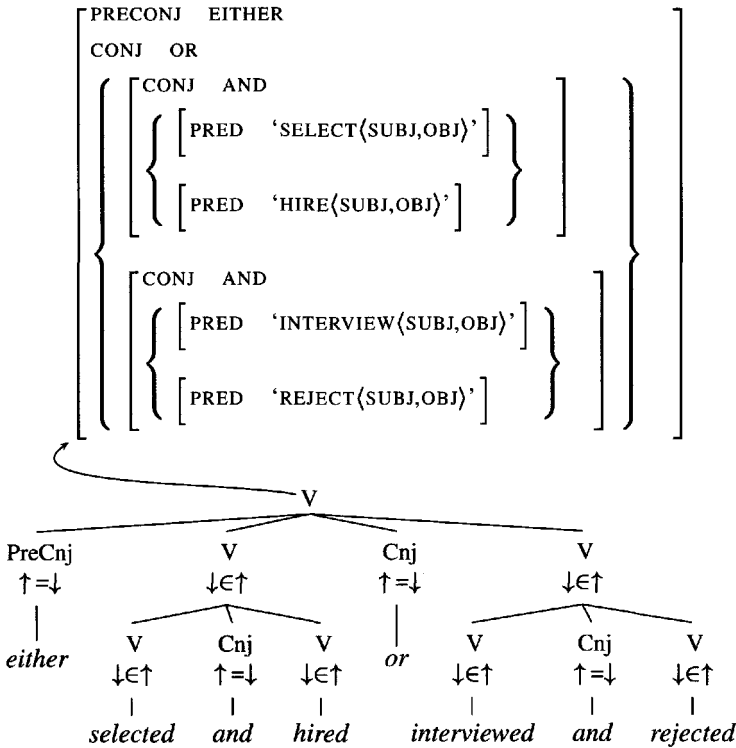 PRECONJ EITHER
CONJ OR
CONJ AND
PRED ‘SELECT⟨SUBJ,OBJ⟩’
PRED ‘HIRE⟨SUBJ,OBJ⟩’
CONJ AND
PRED ‘INTERVIEW⟨SUBJ,OBJ⟩’
PRED ‘REJECT⟨SUBJ,OBJ⟩’
V
PreCnj V Cnj V
↑=↓ ↓∈↑ ↑=↓ ↓∈↑
V Cnj V V Cnj V
either or
↓∈↑ ↑=↓ ↓∈↑ ↓∈↑ ↑=↓ ↓∈↑
selected and hired interviewed and rejected